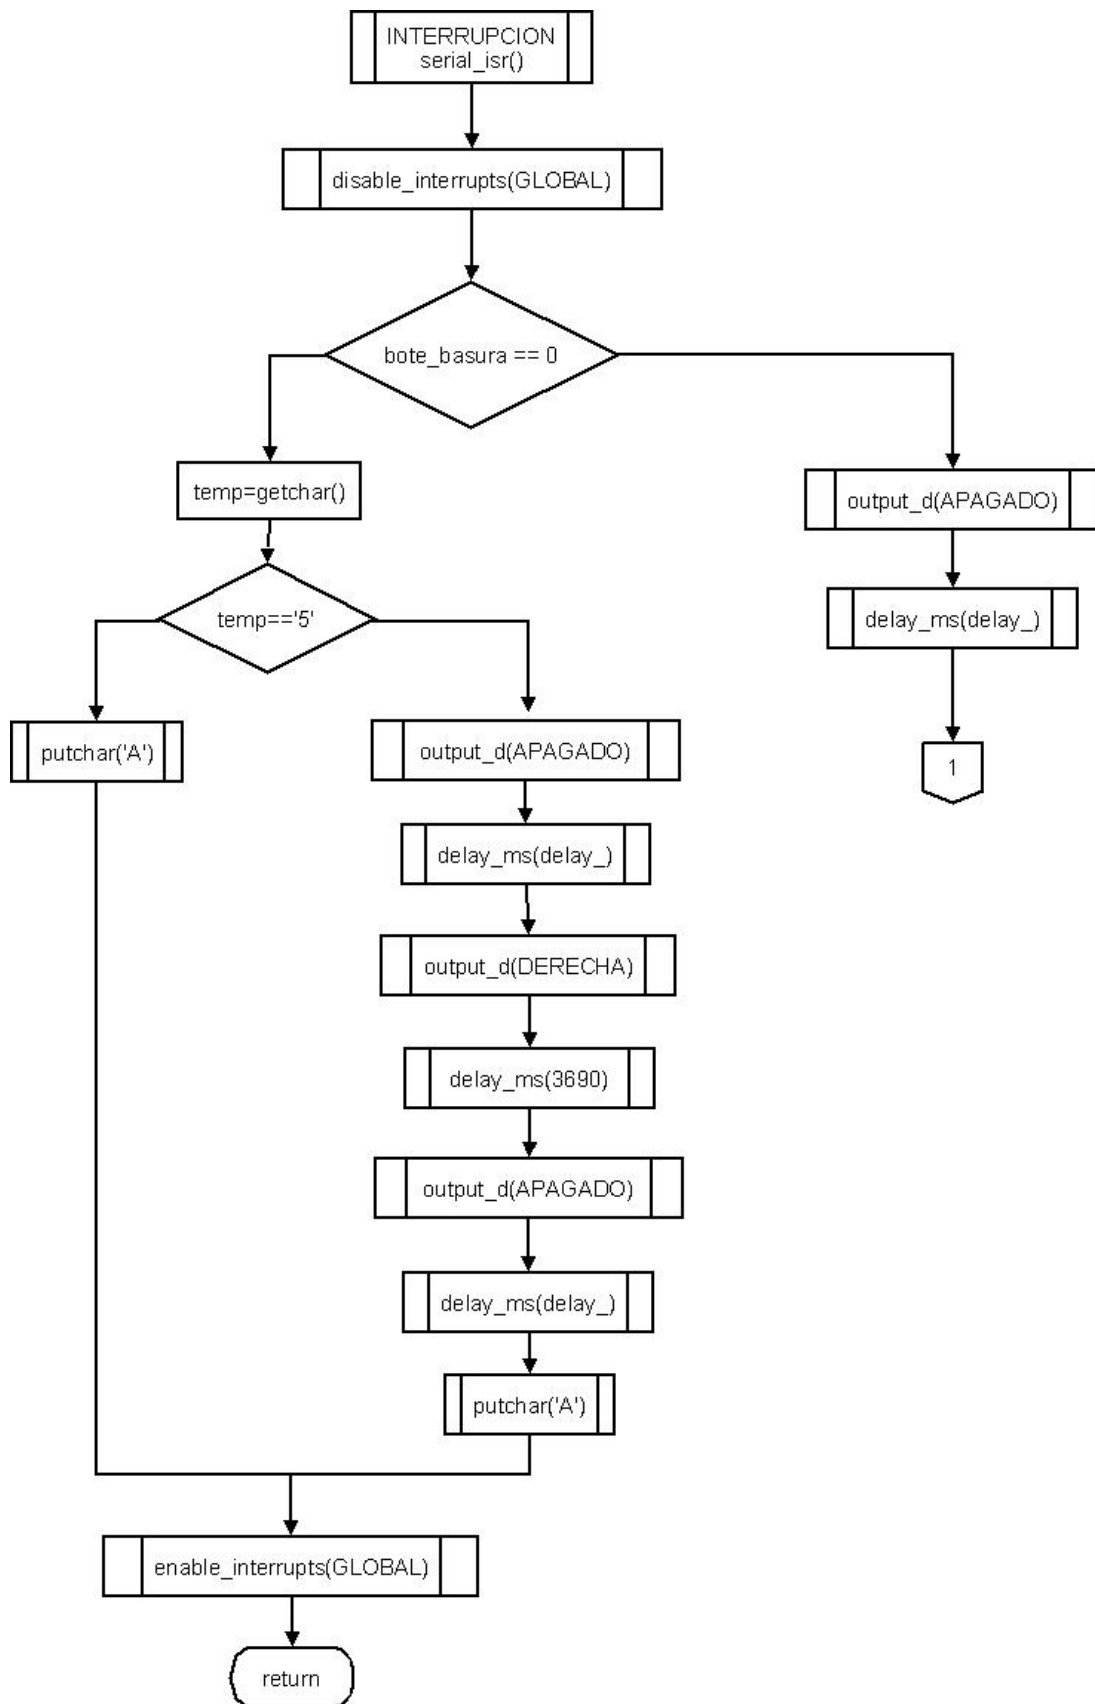 INTERRUPCION
serial_isr()
disable_interrupts(GLOBAL)
bote_basura == 0
temp=getchar()
output_d(APAGADO)
temp=='5'
delay_ms(delay_)
putchar('A')
output_d(APAGADO)
1
delay_ms(delay_)
output_d(DERECHA)
delay_ms(3690)
output_d(APAGADO)
delay_ms(delay_)
putchar('A')
enable_interrupts(GLOBAL)
return